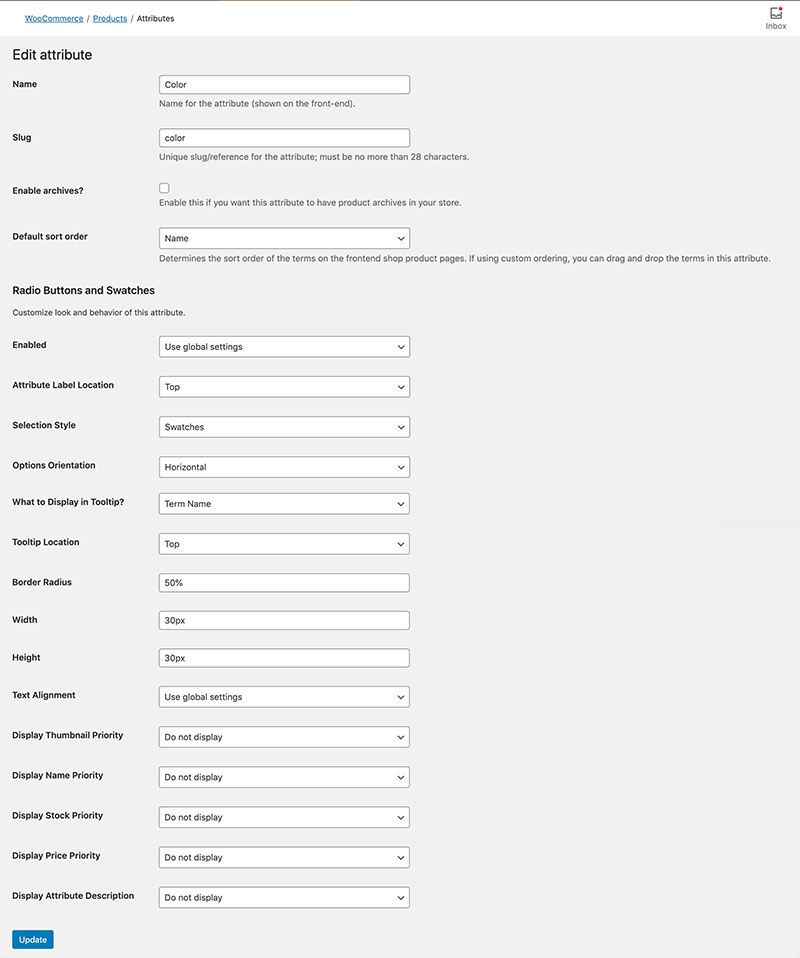 WooCommerce / Products / Attributes
Inbox
Edit attribute
Name
Color
Name for the attribute (shown on the front-end).
Slug
color
Unique slug/reference for the attribute; must be no more than 28 characters.
Enable archives?
Enable this if you want this attribute to have product archives in your store.
Default sort order
Name
Determines the sort order of the terms on the frontend shop product pages. If using custom ordering, you can drag and drop the terms in this attribute.
Radio Buttons and Swatches
Customize look and behavior of this attribute.
Enabled
Use global settings
Attribute Label Location
Top
Selection Style
Swatches
Options Orientation
Horizontal
What to Display in Tooltip?
Term Name
Tooltip Location
Top
Border Radius
50%
Width
30px
Height
30px
Text Alignment
Use global settings
Display Thumbnail Priority
Do not display
Display Name Priority
Do not display
Display Stock Priority
Do not display
Display Price Priority
Do not display
Display Attribute Description
Do not display
Update